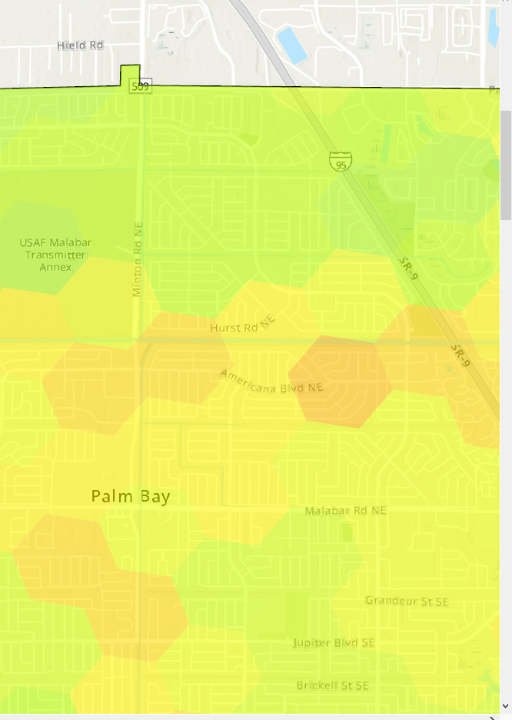 Hield Rd
509
95
USAF Malabar
Transmitter
Annex
Minton Rd NE
SR-9
Hurst Rd NE
SR-9
Americana Blvd NE
Palm Bay
Malabar Rd NE
Grandeur St SE
Jupiter Blvd SE
Brickell St SE